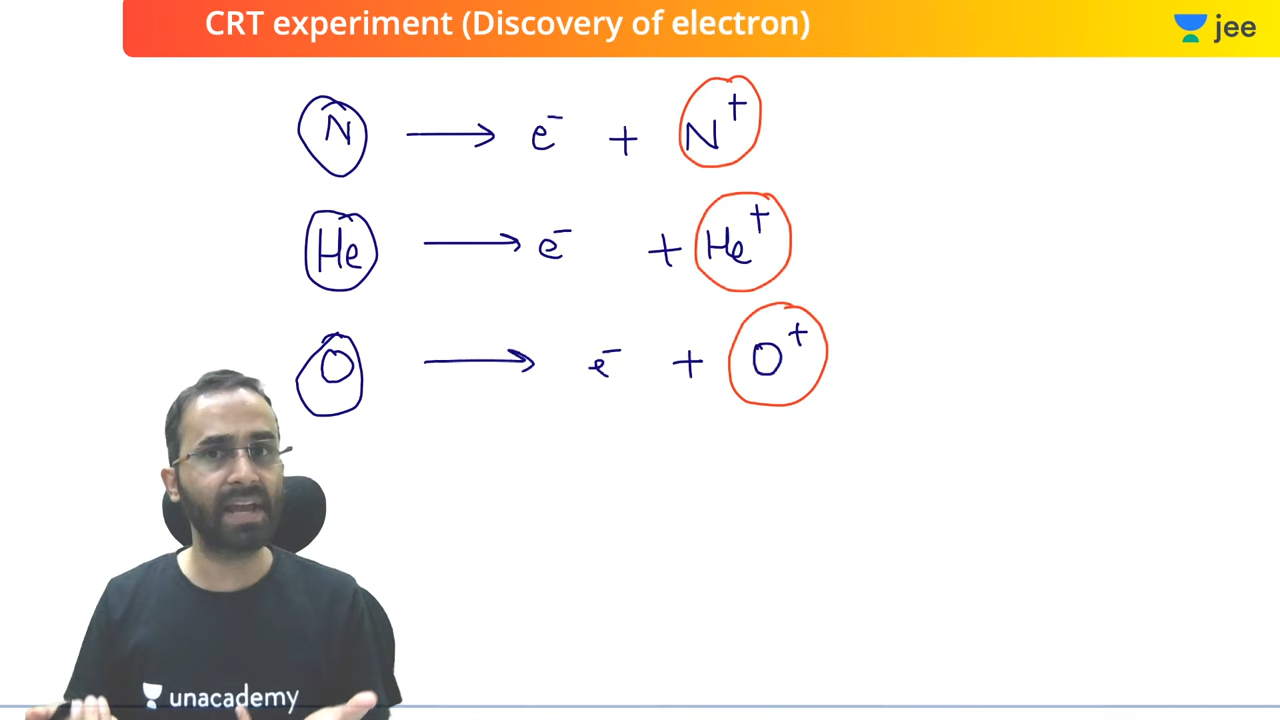 CRT experiment (Discovery of electron)
jee
N ⟶ e⁻ + N⁺
He ⟶ e⁻ + He⁺
O ⟶ e⁻ + O⁺
unacademy